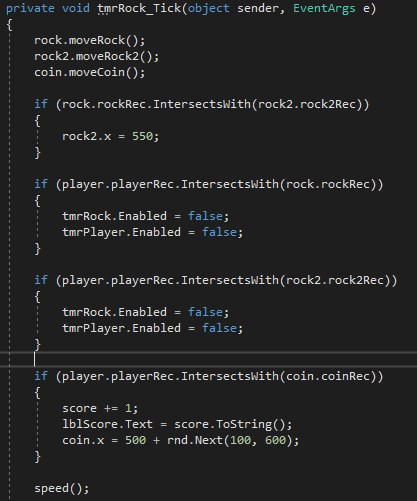 private void tmrRock_Tick(object sender, EventArgs e)
{
rock.moveRock();
rock2.moveRock2();
coin.moveCoin();
if (rock.rockRec.IntersectsWith(rock2.rock2Rec))
{
rock2.x = 550;
}
if (player.playerRec.IntersectsWith(rock.rockRec))
{
tmrRock.Enabled = false;
tmrPlayer.Enabled = false;
}
if (player.playerRec.IntersectsWith(rock2.rock2Rec))
{
tmrRock.Enabled = false;
tmrPlayer.Enabled = false;
}
if (player.playerRec.IntersectsWith(coin.coinRec))
{
score += 1;
lblScore.Text = score.ToString();
coin.x = 500 + rnd.Next(100, 600);
}
speed();